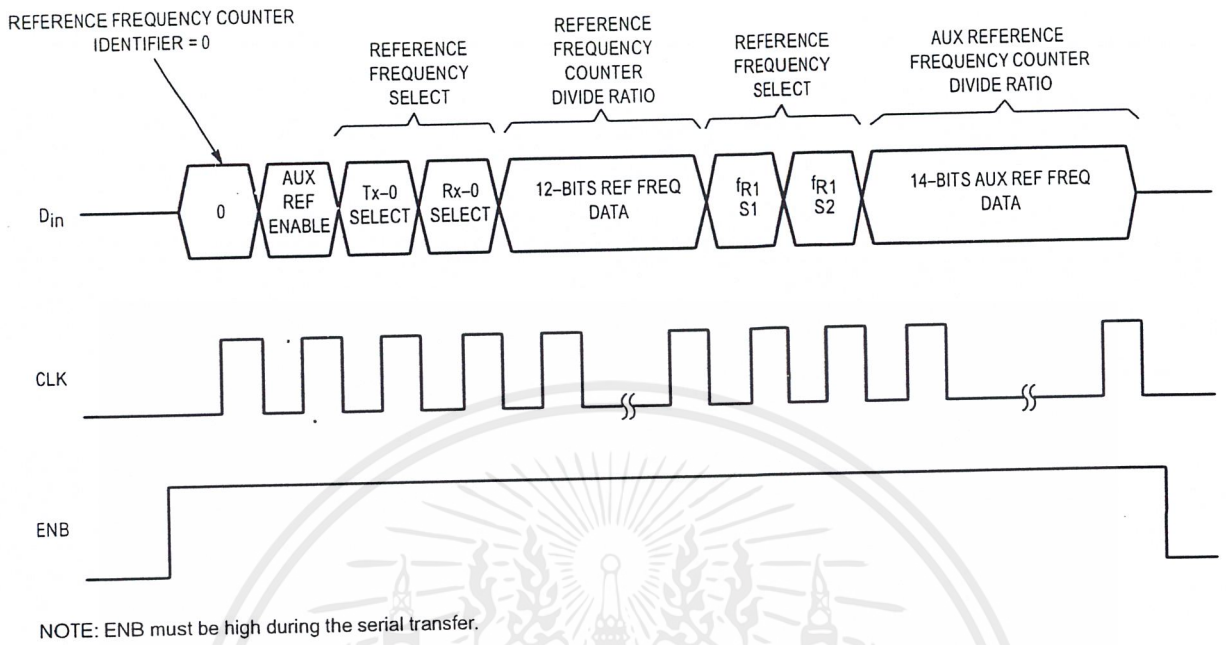 REFERENCE FREQUENCY COUNTER
IDENTIFIER = 0
REFERENCE
FREQUENCY
SELECT
REFERENCE
FREQUENCY
COUNTER
DIVIDE RATIO
REFERENCE
FREQUENCY
SELECT
AUX REFERENCE
FREQUENCY COUNTER
DIVIDE RATIO
Din
0
AUX
REF
ENABLE
Tx–0
SELECT
Rx–0
SELECT
12–BITS REF FREQ
DATA
fR1
S1
fR1
S2
14–BITS AUX REF FREQ
DATA
CLK
ENB
NOTE: ENB must be high during the serial transfer.